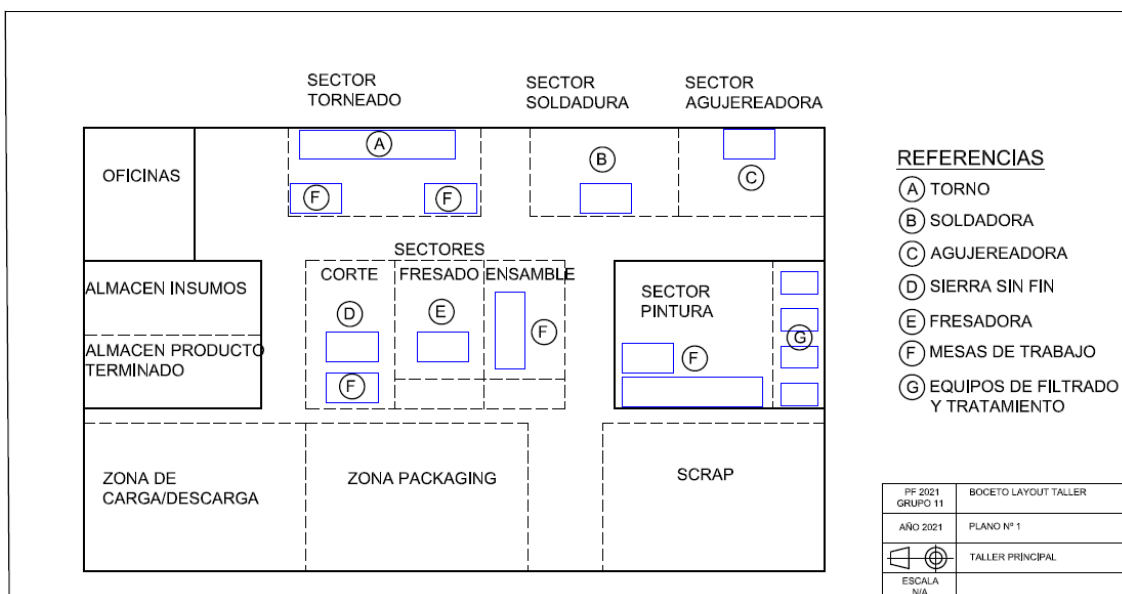 SECTOR
TORNEADO
SECTOR
SOLDADURA
SECTOR
AGUJEREADORA
OFICINAS
A
B
C
F
F
SECTORES
CORTE
FRESADO
ENSAMBLE
ALMACEN INSUMOS
ALMACEN PRODUCTO
TERMINADO
D
E
F
F
SECTOR
PINTURA
F
G
ZONA DE
CARGA/DESCARGA
ZONA PACKAGING
SCRAP
REFERENCIAS
A TORNO
B SOLDADORA
C AGUJEREADORA
D SIERRA SIN FIN
E FRESADORA
F MESAS DE TRABAJO
G EQUIPOS DE FILTRADO
Y TRATAMIENTO
PF 2021
GRUPO 11
BOCETO LAYOUT TALLER
AÑO 2021
PLANO Nº 1
TALLER PRINCIPAL
ESCALA
N/A